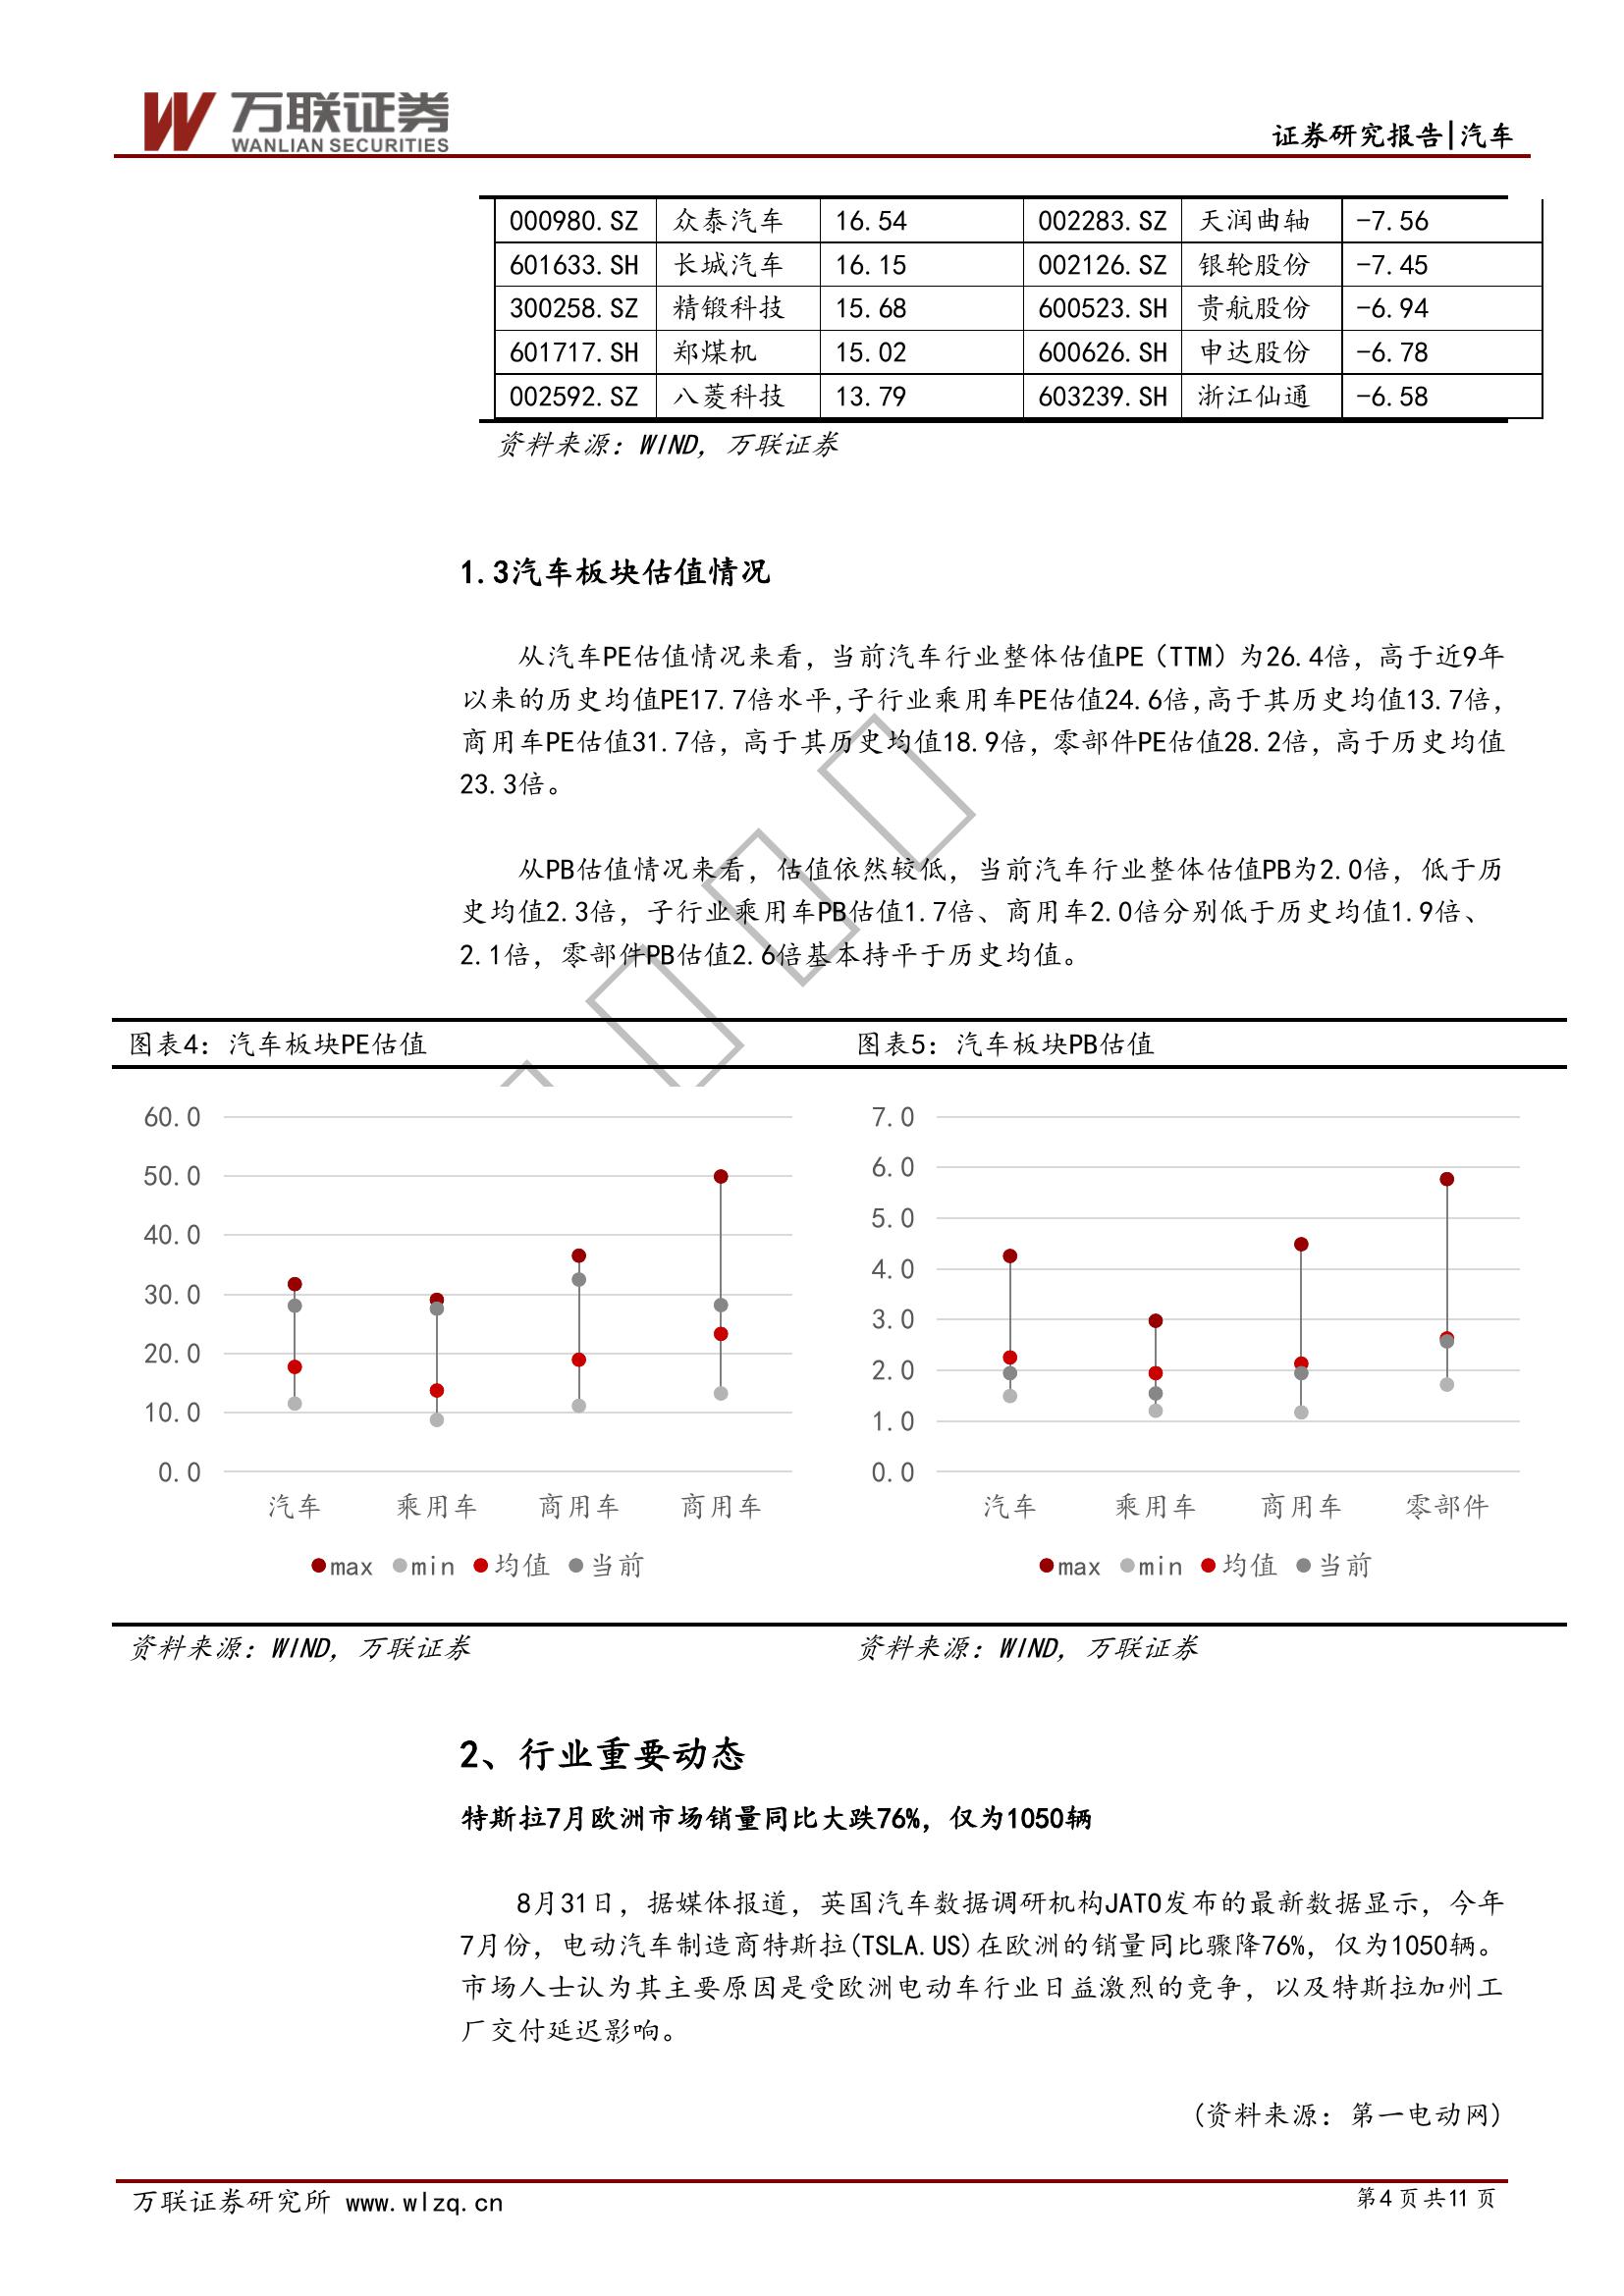 万联证券
WANLIAN SECURITIES
证券研究报告|汽车
000980.SZ 众泰汽车 16.54 002283.SZ 天润曲轴 -7.56
601633.SH 长城汽车 16.15 002126.SZ 银轮股份 -7.45
300258.SZ 精锻科技 15.68 600523.SH 贵航股份 -6.94
601717.SH 郑煤机 15.02 600626.SH 申达股份 -6.78
002592.SZ 八菱科技 13.79 603239.SH 浙江仙通 -6.58
资料来源：WIND，万联证券
1.3汽车板块估值情况
从汽车PE估值情况来看，当前汽车行业整体估值PE（TTM）为26.4倍，高于近9年
以来的历史均值PE17.7倍水平,子行业乘用车PE估值24.6倍,高于其历史均值13.7倍，
商用车PE估值31.7倍，高于其历史均值18.9倍，零部件PE估值28.2倍，高于历史均值
23.3倍。
从PB估值情况来看，估值依然较低，当前汽车行业整体估值PB为2.0倍，低于历
史均值2.3倍，子行业乘用车PB估值1.7倍、商用车2.0倍分别低于历史均值1.9倍、
2.1倍，零部件PB估值2.6倍基本持平于历史均值。
图表4：汽车板块PE估值
60.0
50.0
40.0
30.0
20.0
10.0
0.0
汽车 乘用车 商用车 商用车
max min 均值 当前
资料来源：WIND，万联证券
图表5：汽车板块PB估值
7.0
6.0
5.0
4.0
3.0
2.0
1.0
0.0
汽车 乘用车 商用车 零部件
max min 均值 当前
资料来源：WIND，万联证券
2、行业重要动态
特斯拉7月欧洲市场销量同比大跌76%，仅为1050辆
8月31日，据媒体报道，英国汽车数据调研机构JATO发布的最新数据显示，今年
7月份，电动汽车制造商特斯拉(TSLA.US)在欧洲的销量同比骤降76%，仅为1050辆。
市场人士认为其主要原因是受欧洲电动车行业日益激烈的竞争，以及特斯拉加州工
厂交付延迟影响。
(资料来源：第一电动网)
万联证券研究所 www.wlzq.cn
第4页共11页